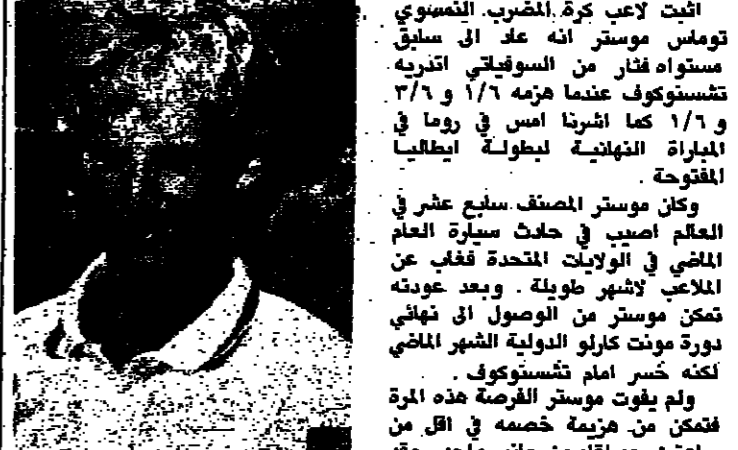 اثبت لاعب كرة المضرب النمسوي
توماس موستر انه عاد الى سابق
مستواه فثار من السوفياتي اندريه
تشسنوكوف عندما هزمه ٦/١ و ٦/٣
و ٦/١ كما اشرنا امس في روما في
المباراة النهائية لبطولة ايطاليا
المفتوحة .
وكان موستر المصنف سابع عشر في
العالم اصيب في حادث سيارة العام
الماضي في الولايات المتحدة فغاب عن
الملاعب لاشهر طويلة . وبعد عودته
تمكن موستر من الوصول الى نهائي
دورة مونت كارلو الدولية الشهر الماضي
لكنه خسر امام تشسنوكوف .
ولم يفوت موستر الفرصة هذه المرة
فتمكن من هزيمة خصمه في اقل من